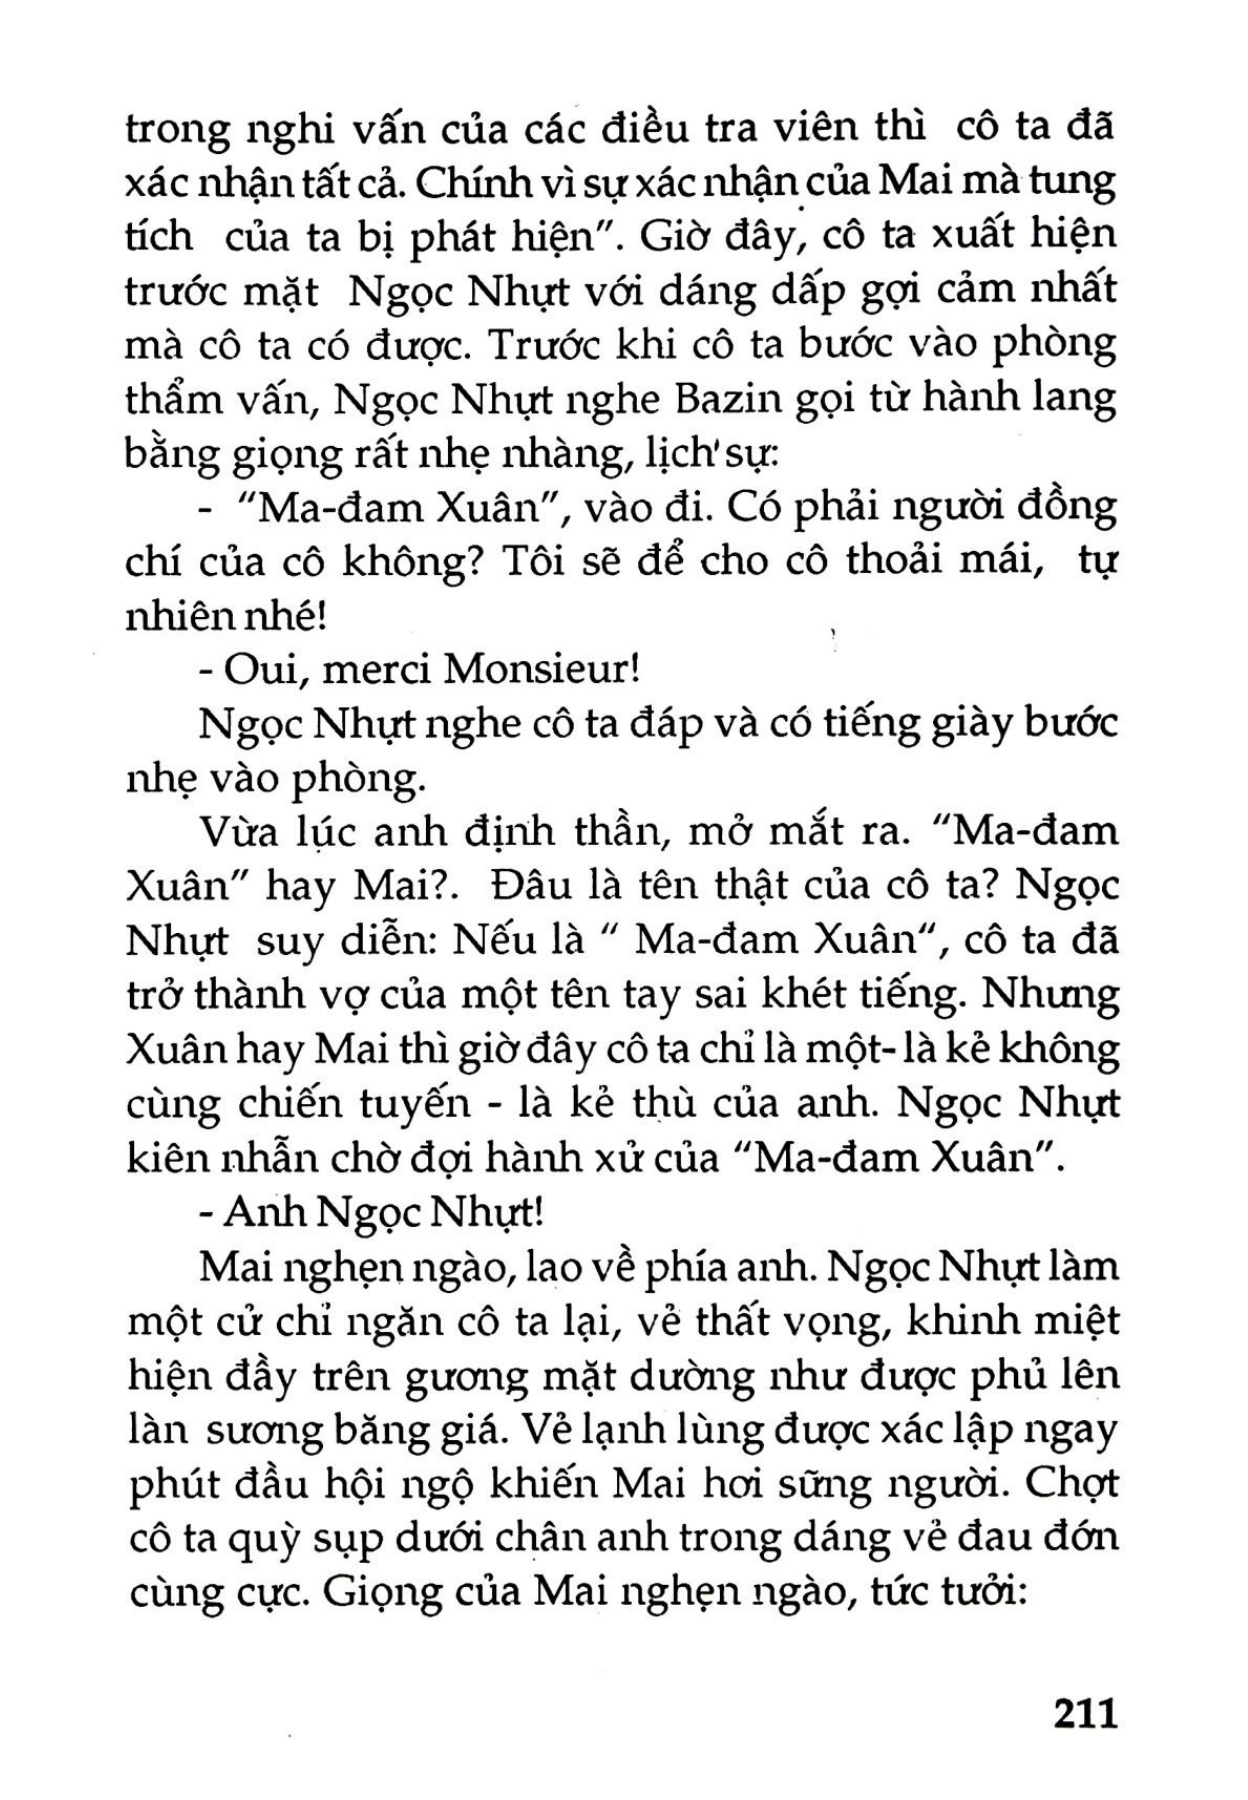 trong nghi vấn của các điều tra viên thì cô ta đã
xác nhận tất cả. Chính vì sự xác nhận của Mai mà tung
tích của ta bị phát hiện”. Giờ đây, cô ta xuất hiện
trước mặt Ngọc Nhựt với dáng dấp gợi cảm nhất
mà cô ta có được. Trước khi cô ta bước vào phòng
thẩm vấn, Ngọc Nhựt nghe Bazin gọi từ hành lang
bằng giọng rất nhẹ nhàng, lịch sự:
- “Ma-đam Xuân”, vào đi. Có phải người đồng
chí của cô không? Tôi sẽ để cho cô thoải mái, tự
nhiên nhé!
- Oui, merci Monsieur!
Ngọc Nhựt nghe cô ta đáp và có tiếng giày bước
nhẹ vào phòng.
Vừa lúc anh định thần, mở mắt ra. “Ma-đam
Xuân” hay Mai?. Đâu là tên thật của cô ta? Ngọc
Nhựt suy diễn: Nếu là “ Ma-đam Xuân“, cô ta đã
trở thành vợ của một tên tay sai khét tiếng. Nhưng
Xuân hay Mai thì giờ đây cô ta chỉ là một- là kẻ không
cùng chiến tuyến - là kẻ thù của anh. Ngọc Nhựt
kiên nhẫn chờ đợi hành xử của “Ma-đam Xuân”.
- Anh Ngọc Nhựt!
Mai nghẹn ngào, lao về phía anh. Ngọc Nhựt làm
một cử chỉ ngăn cô ta lại, vẻ thất vọng, khinh miệt
hiện đầy trên gương mặt dường như được phủ lên
làn sương băng giá. Vẻ lạnh lùng được xác lập ngay
phút đầu hội ngộ khiến Mai hơi sững người. Chợt
cô ta quỳ sụp dưới chân anh trong dáng vẻ đau đớn
cùng cực. Giọng của Mai nghẹn ngào, tức tưởi:
211